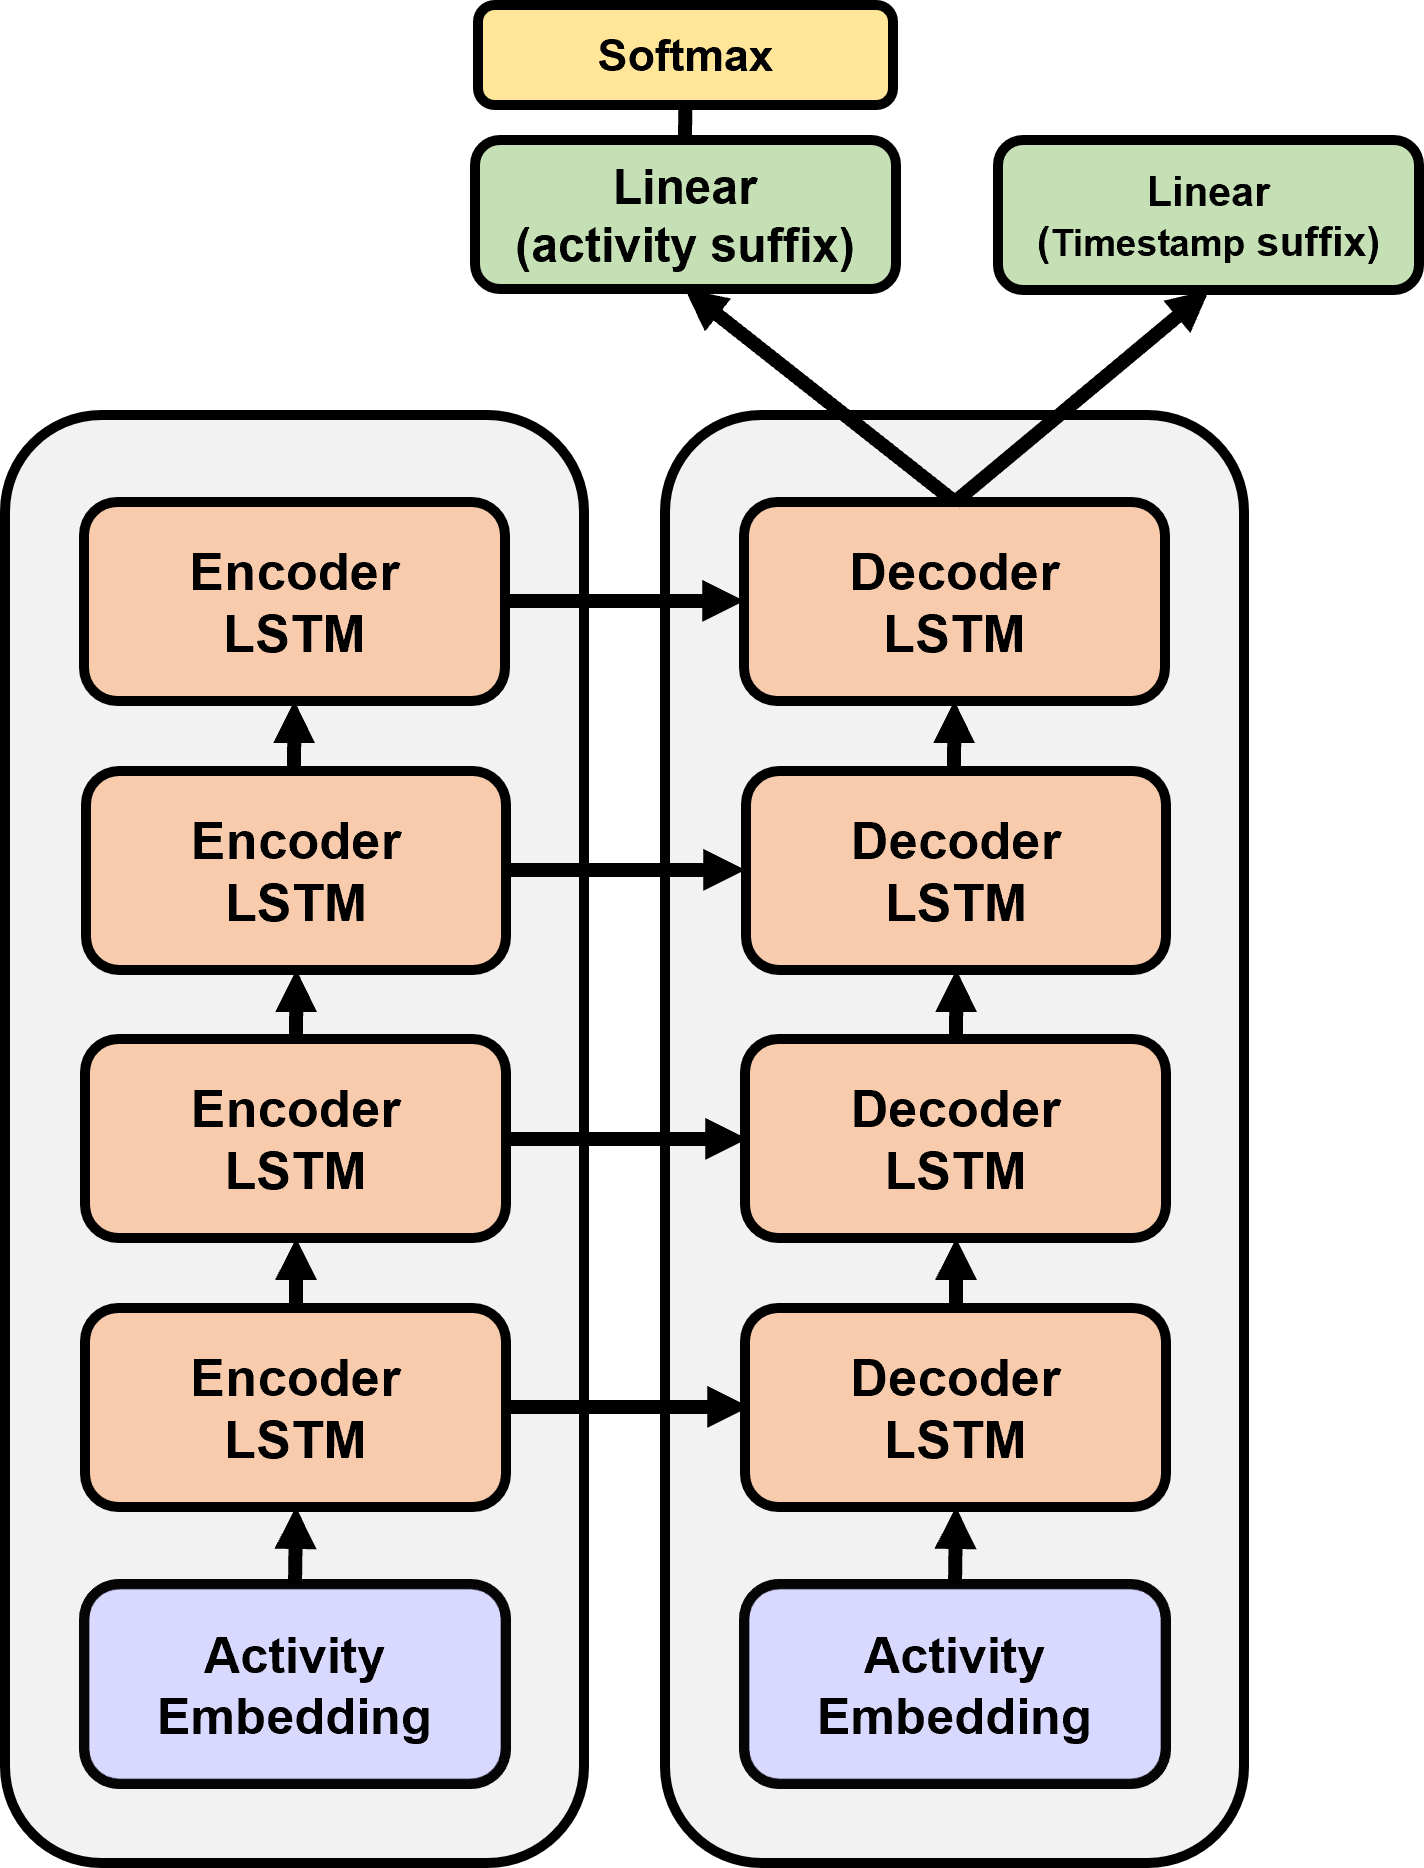 Softmax
Linear
(activity suffix)
Linear
(Timestamp suffix)
Encoder
LSTM
Decoder
LSTM
Encoder
LSTM
Decoder
LSTM
Encoder
LSTM
Decoder
LSTM
Encoder
LSTM
Decoder
LSTM
Activity
Embedding
Activity
Embedding